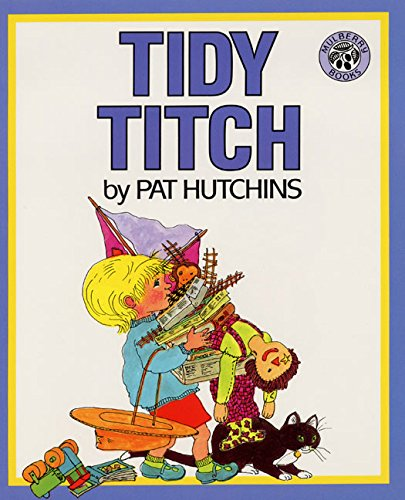 TIDY
TITCH
by PAT HUTCHINS
MULBERRY
BOOKS